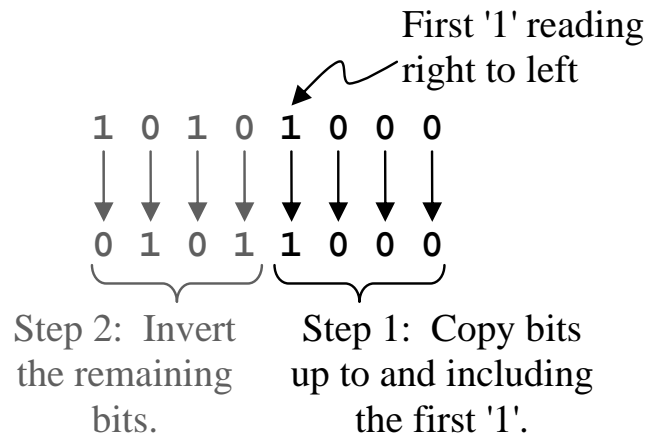 First '1' reading
right to left
1 0 1 0 1 0 0 0
0 1 0 1 1 0 0 0
Step 2: Invert
the remaining
bits.
Step 1: Copy bits
up to and including
the first '1'.